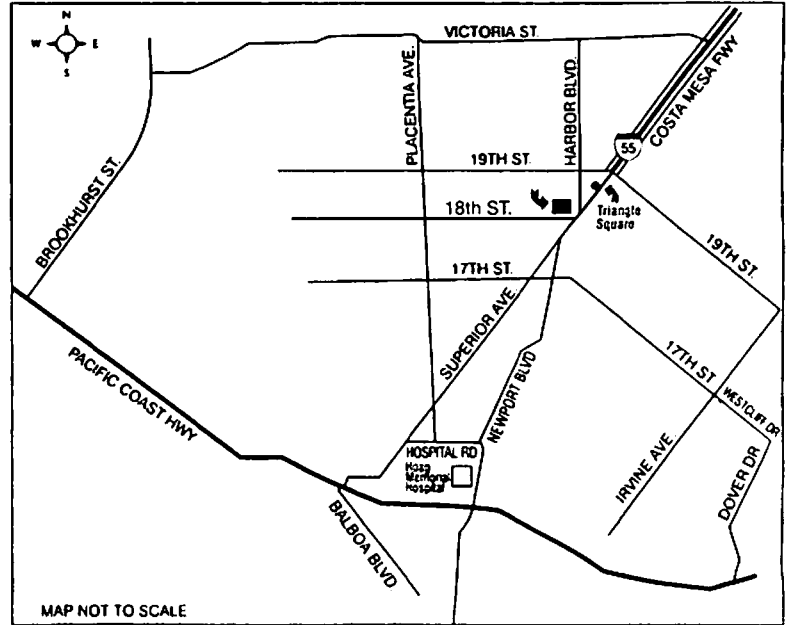 N
W E
S
VICTORIA ST.
PLACENTIA AVE.
HARBOR BLVD.
COSTA MESA FWY
55
BROOKHURST ST.
19TH ST.
18th ST.
Triangle
Square
17TH ST.
19TH ST.
SUPERIOR AVE.
PACIFIC COAST HWY
NEWPORT BLVD
17TH ST.
WESTCLIFF DR
HOSPITAL RD
Hoag
Memorial
Hospital
IRVINE AVE.
DOVER DR
BALBOA BLVD.
MAP NOT TO SCALE